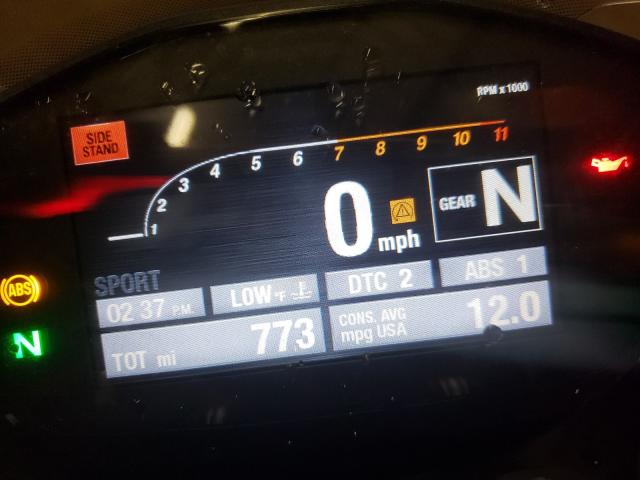 RPM x 1000
SIDE
STAND
1 2 3 4 5 6 7 8 9 10 11
0 mph
GEAR N
SPORT
ABS
02 37 P.M. LOW °F DTC 2 ABS 1
N
TOT mi 773 CONS. AVG
mpg USA 12.0